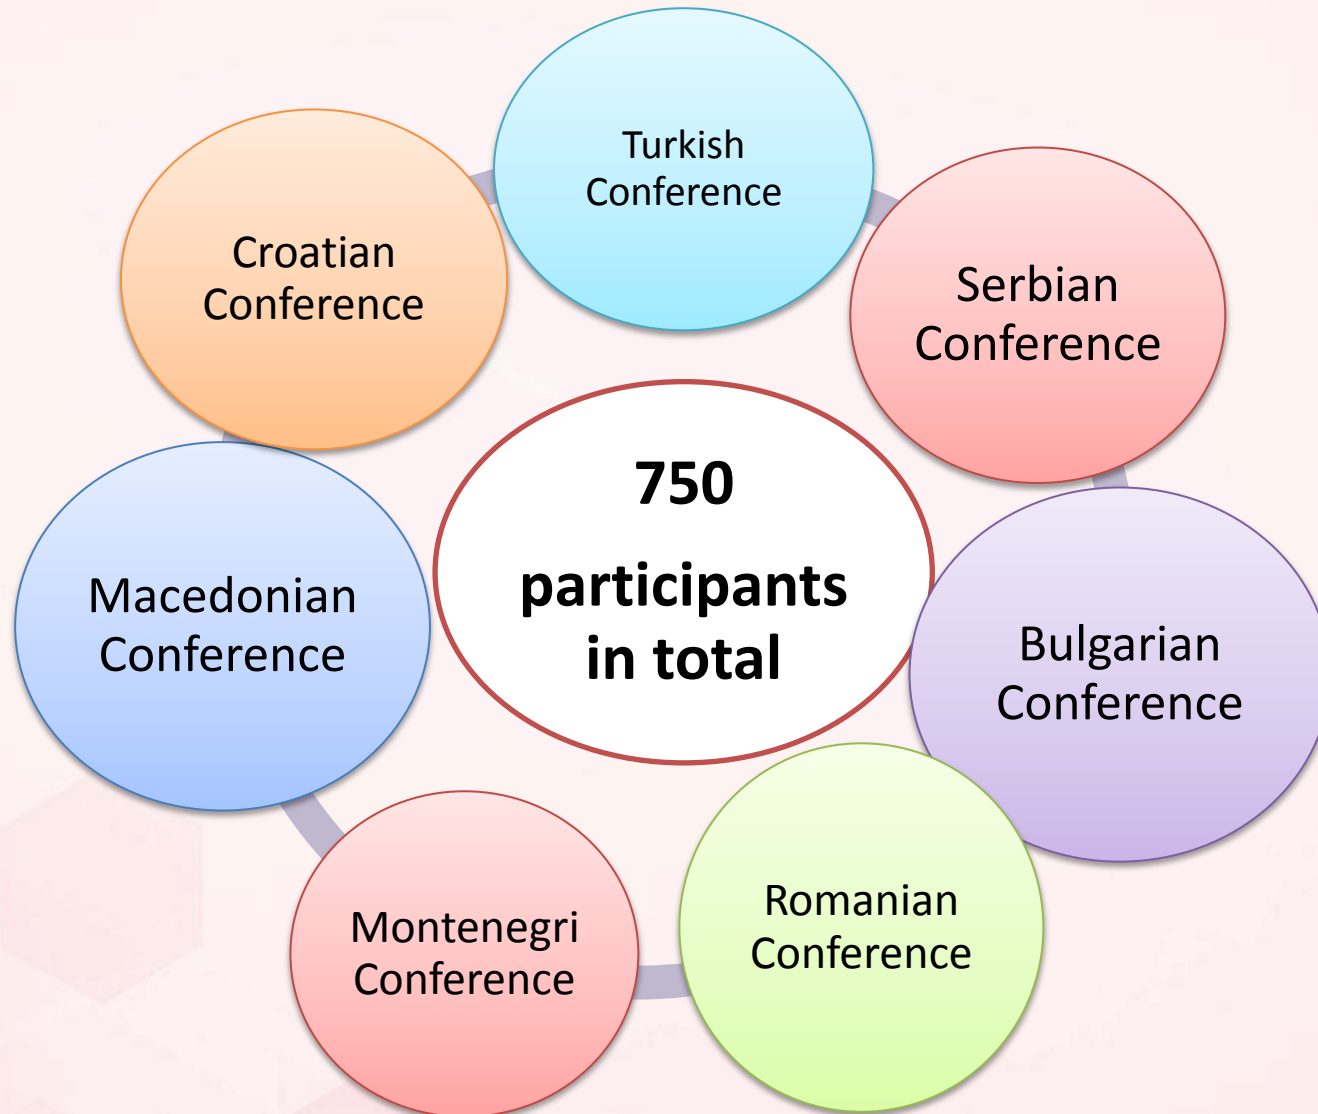 Turkish
Conference
Serbian
Conference
Bulgarian
Conference
Romanian
Conference
Montenegri
Conference
Macedonian
Conference
Croatian
Conference
750
participants
in total